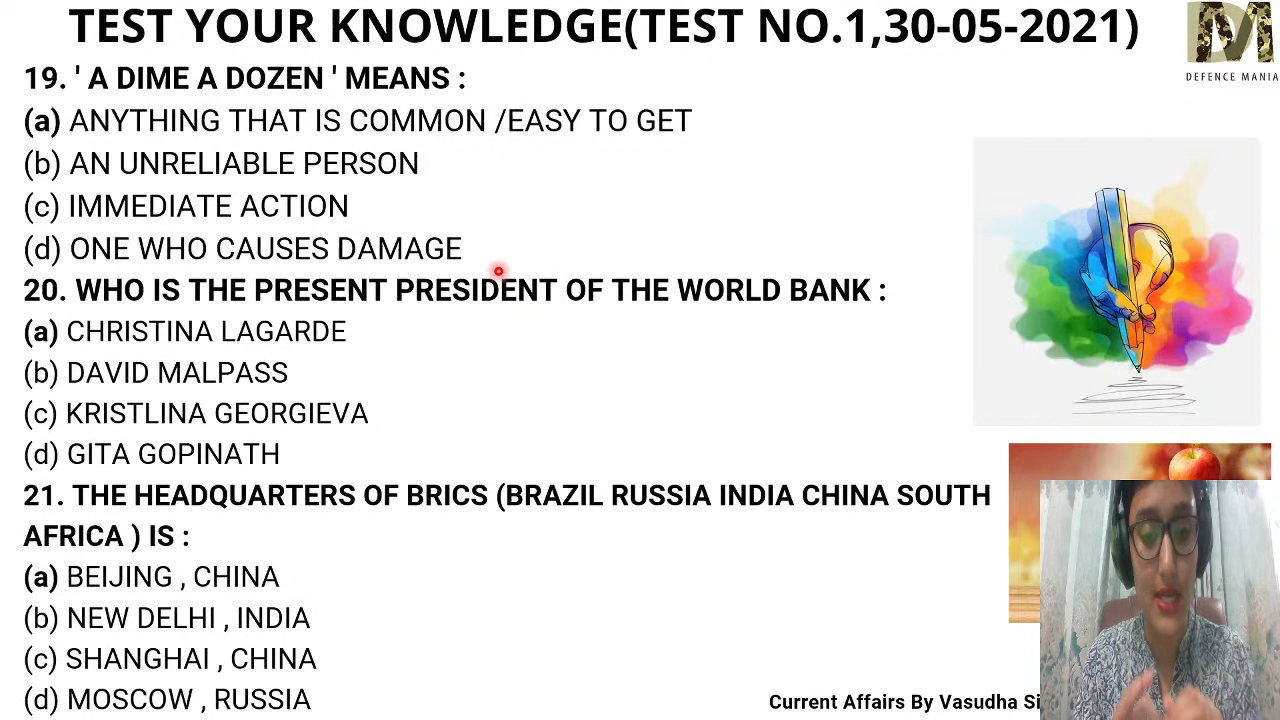 TEST YOUR KNOWLEDGE(TEST NO.1,30-05-2021)
DM
DEFENCE MANIA
19. ' A DIME A DOZEN ' MEANS :
(a) ANYTHING THAT IS COMMON /EASY TO GET
(b) AN UNRELIABLE PERSON
(c) IMMEDIATE ACTION
(d) ONE WHO CAUSES DAMAGE
20. WHO IS THE PRESENT PRESIDENT OF THE WORLD BANK :
(a) CHRISTINA LAGARDE
(b) DAVID MALPASS
(c) KRISTLINA GEORGIEVA
(d) GITA GOPINATH
21. THE HEADQUARTERS OF BRICS (BRAZIL RUSSIA INDIA CHINA SOUTH
AFRICA ) IS :
(a) BEIJING , CHINA
(b) NEW DELHI , INDIA
(c) SHANGHAI , CHINA
(d) MOSCOW , RUSSIA
Current Affairs By Vasudha